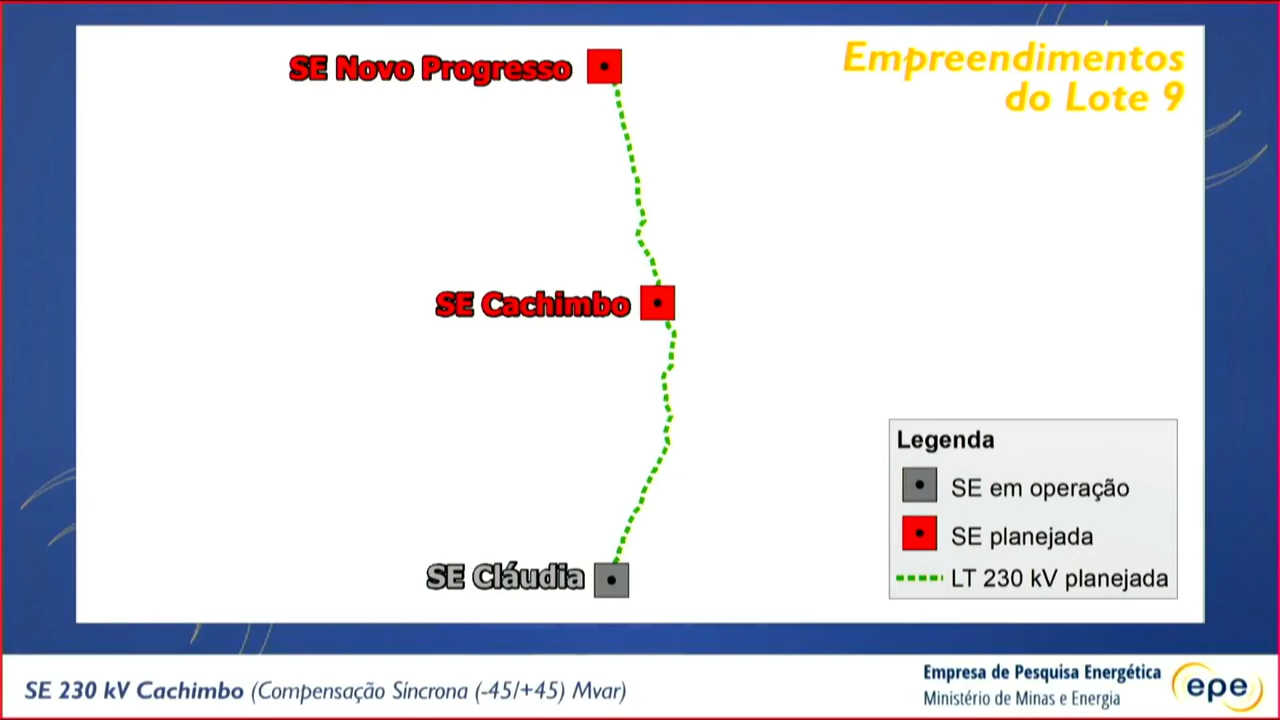 Empreendimentos
do Lote 9
SE Novo Progresso
SE Cachimbo
SE Cláudia
Legenda
SE em operação
SE planejada
LT 230 kV planejada
SE 230 kV Cachimbo (Compensação Síncrona (-45/+45) Mvar)
Empresa de Pesquisa Energética
Ministério de Minas e Energia
epe